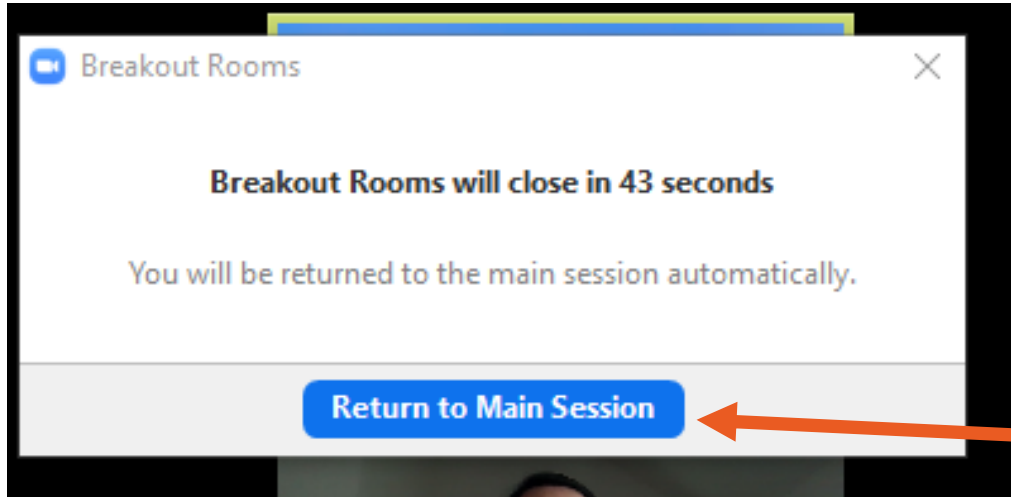 Breakout Rooms
Breakout Rooms will close in 43 seconds
You will be returned to the main session automatically.
Return to Main Session